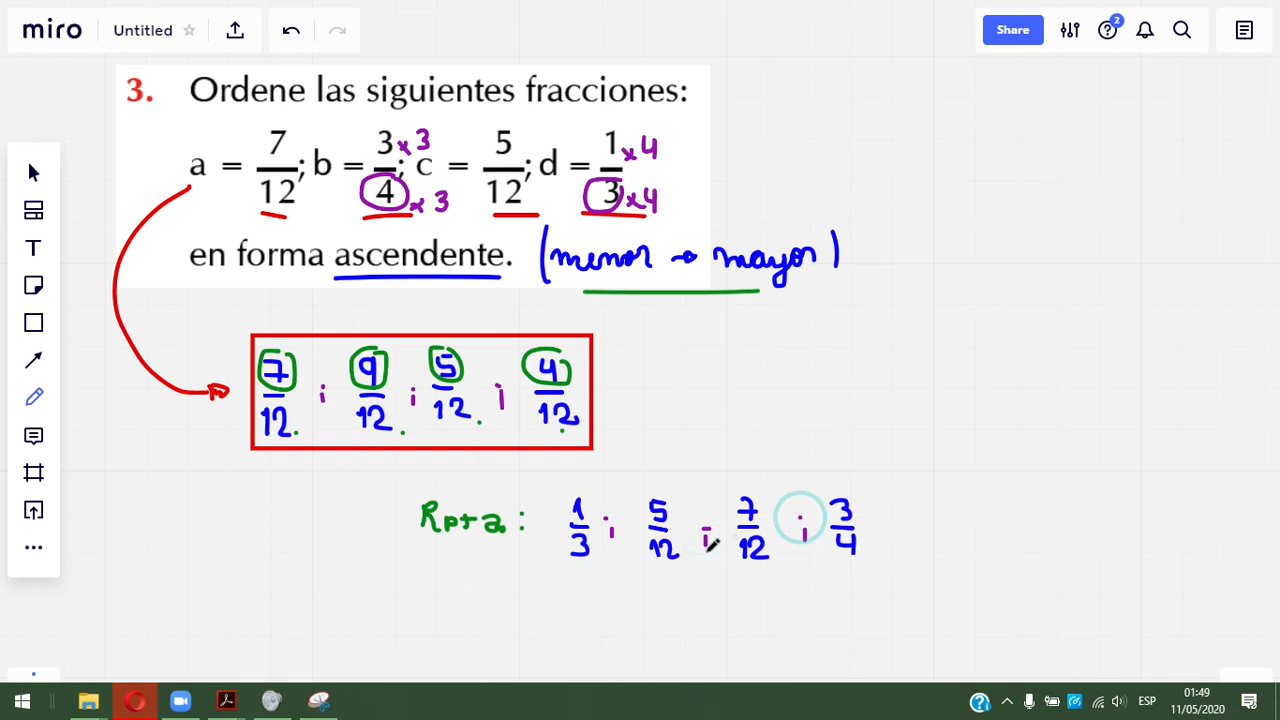 miro
Untitled
Share
2
3. Ordene las siguientes fracciones:
a = 7/12; b = 3/4; c = 5/12; d = 1/3
x 3 x 3 x 4 x 4
en forma ascendente. (menor → mayor)
7/12 ; 9/12 ; 5/12 ; 4/12
Rpta: 1/3 ; 5/12 ; 7/12 ; 3/4
T
ESP
01:49
11/05/2020